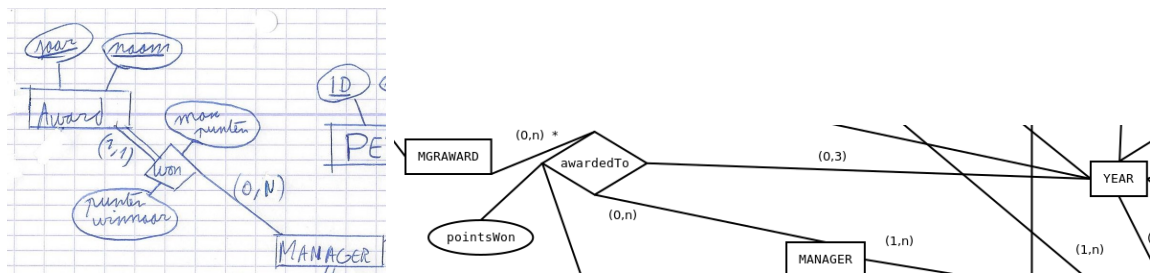 jaar
naam
Award
max
punten
(1,1)
won
punten
winnaar
(0,N)
MANAGER
ID
PE
MGRAWARD
(0,n) *
awardedTo
(0,3)
YEAR
pointsWon
(0,n)
MANAGER
(1,n)
(1,n)